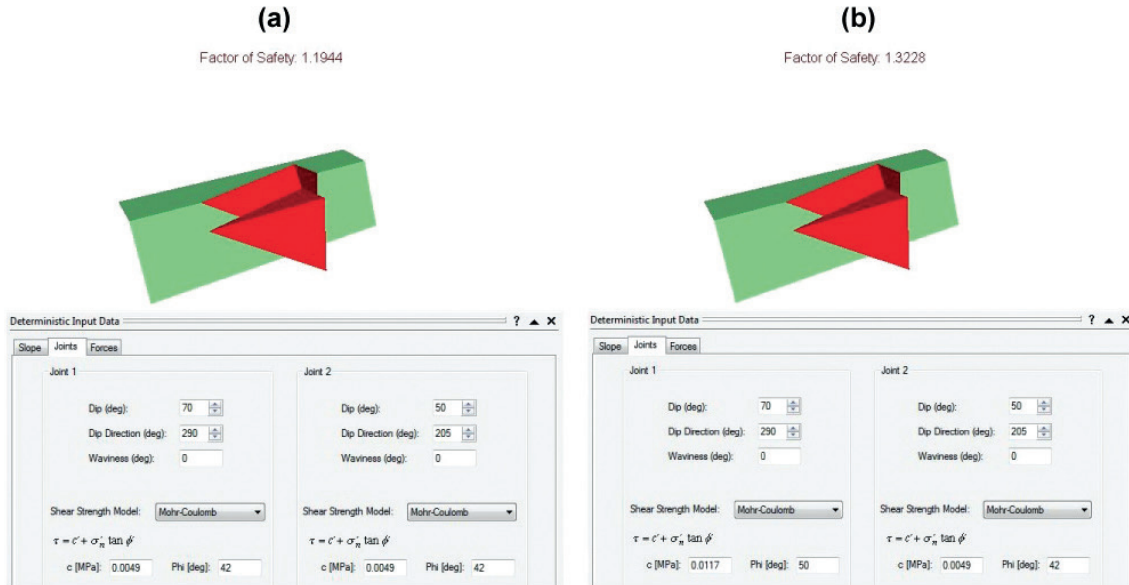 (a)
Factor of Safety: 1.1944
Deterministic Input Data ? ▲ ✕
Slope Joints Forces
Joint 1 Joint 2
Dip (deg): 70 Dip (deg): 50
Dip Direction (deg): 290 Dip Direction (deg): 205
Waviness (deg): 0 Waviness (deg): 0
Shear Strength Model: Mohr-Coulomb Shear Strength Model: Mohr-Coulomb
τ = c' + σ'ₙ tan ϕ' τ = c' + σ'ₙ tan ϕ'
c [MPa]: 0.0049 Phi [deg]: 42 c [MPa]: 0.0049 Phi [deg]: 42
(b)
Factor of Safety: 1.3228
Deterministic Input Data ? ▲ ✕
Slope Joints Forces
Joint 1 Joint 2
Dip (deg): 70 Dip (deg): 50
Dip Direction (deg): 290 Dip Direction (deg): 205
Waviness (deg): 0 Waviness (deg): 0
Shear Strength Model: Mohr-Coulomb Shear Strength Model: Mohr-Coulomb
τ = c' + σ'ₙ tan ϕ' τ = c' + σ'ₙ tan ϕ'
c [MPa]: 0.0117 Phi [deg]: 50 c [MPa]: 0.0049 Phi [deg]: 42